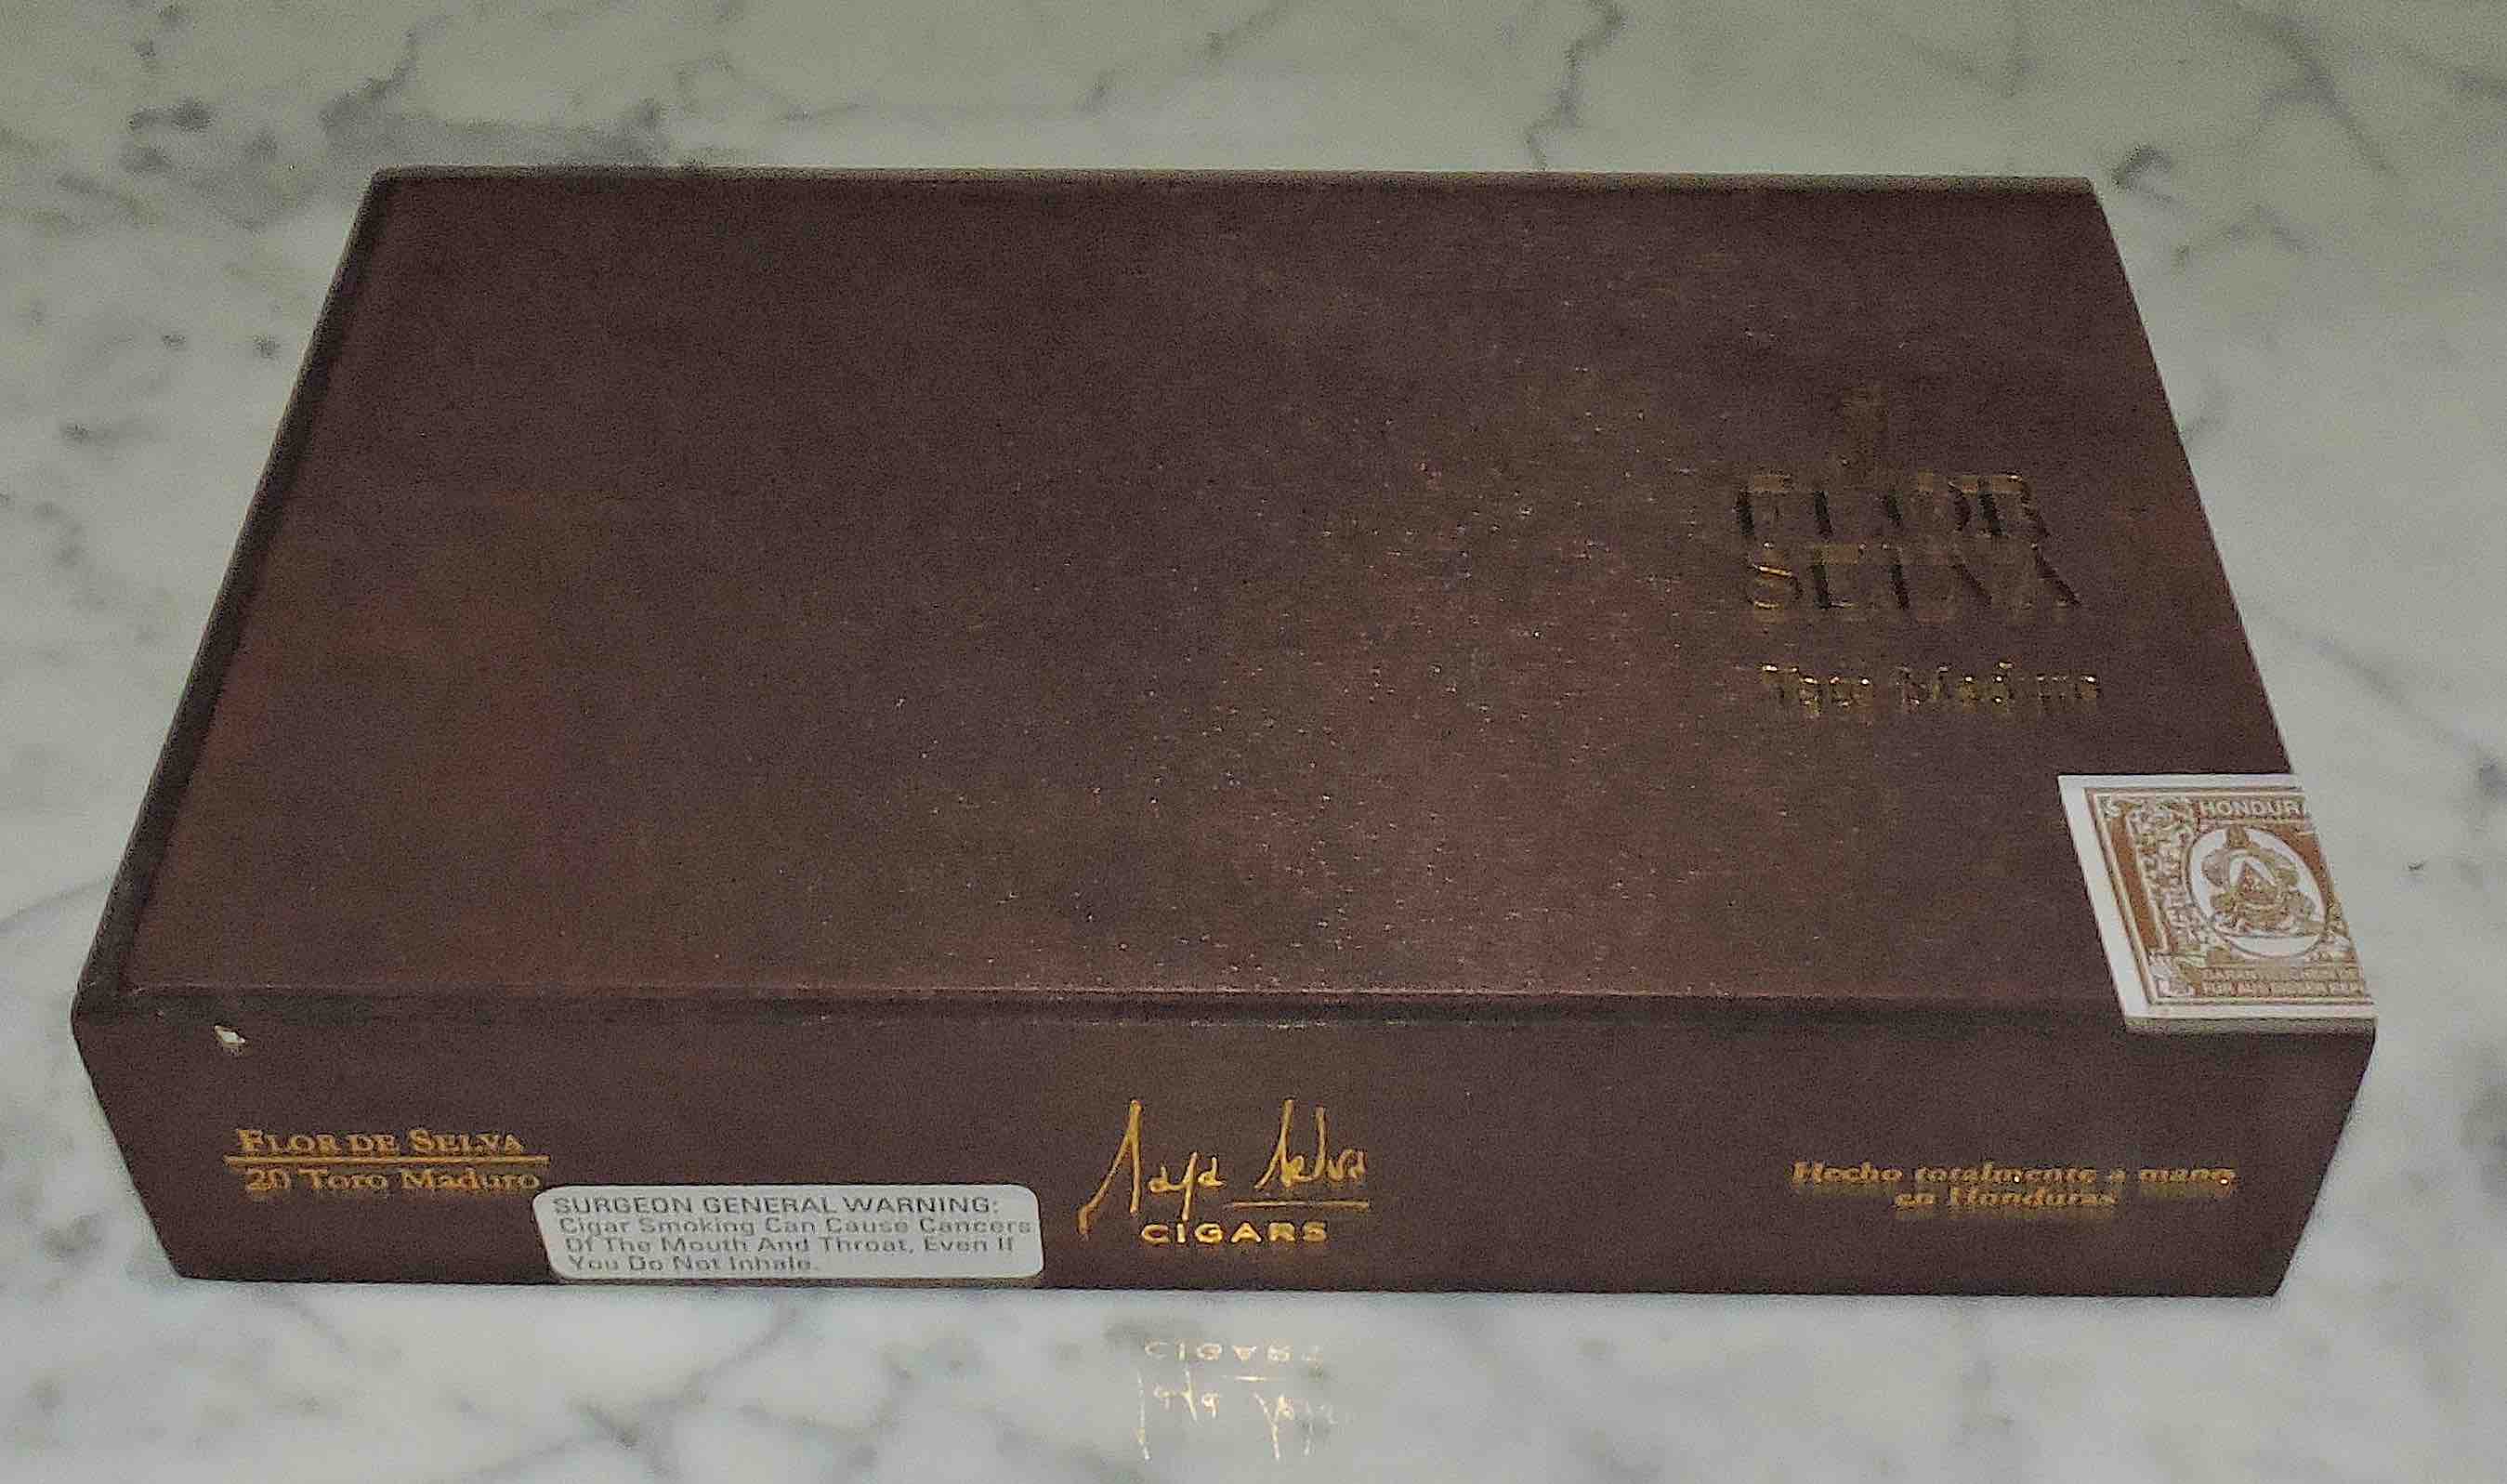 FLOR
SELVA
Toro Maduro
HONDUR
FLOR DE SELVA
20 Toro Maduro
SURGEON GENERAL WARNING:
Cigar Smoking Can Cause Cancers
Of The Mouth And Throat, Even If
You Do Not Inhale.
Maya Selva
CIGARS
Hecho totalmente a mano
en Honduras